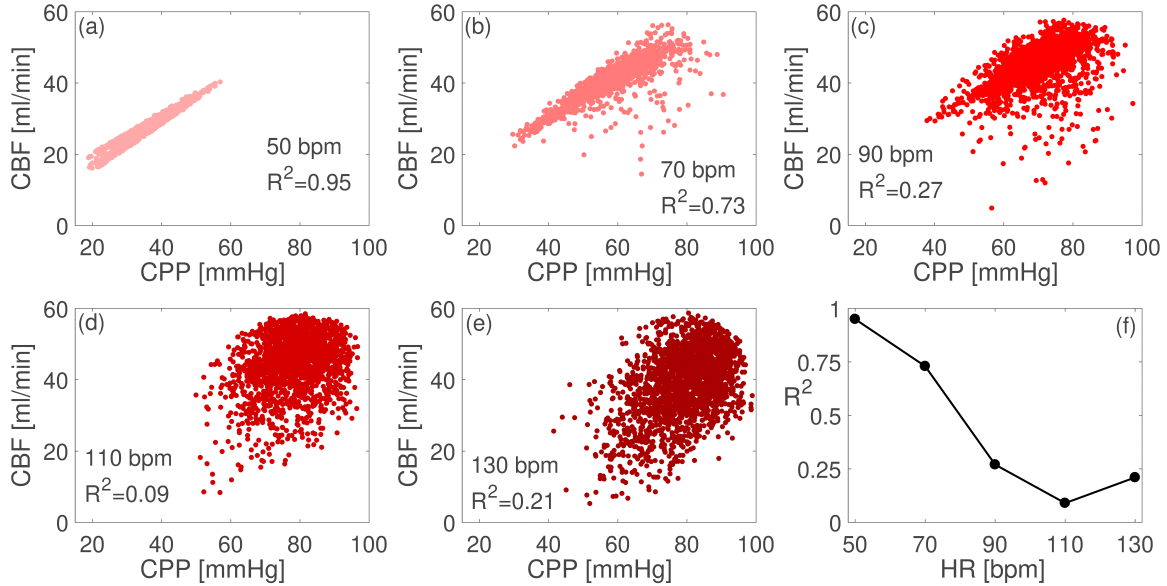 (a)
CBF [ml/min]
60
40
20
0
50 bpm
R²=0.95
20 40 60 80 100
CPP [mmHg]
(b)
CBF [ml/min]
60
40
20
0
70 bpm
R²=0.73
20 40 60 80 100
CPP [mmHg]
(c)
CBF [ml/min]
60
40
20
0
90 bpm
R²=0.27
20 40 60 80 100
CPP [mmHg]
(d)
CBF [ml/min]
60
40
20
0
110 bpm
R²=0.09
20 40 60 80 100
CPP [mmHg]
(e)
CBF [ml/min]
60
40
20
0
130 bpm
R²=0.21
20 40 60 80 100
CPP [mmHg]
(f)
R²
1
0.75
0.5
0.25
0
50 70 90 110 130
HR [bpm]